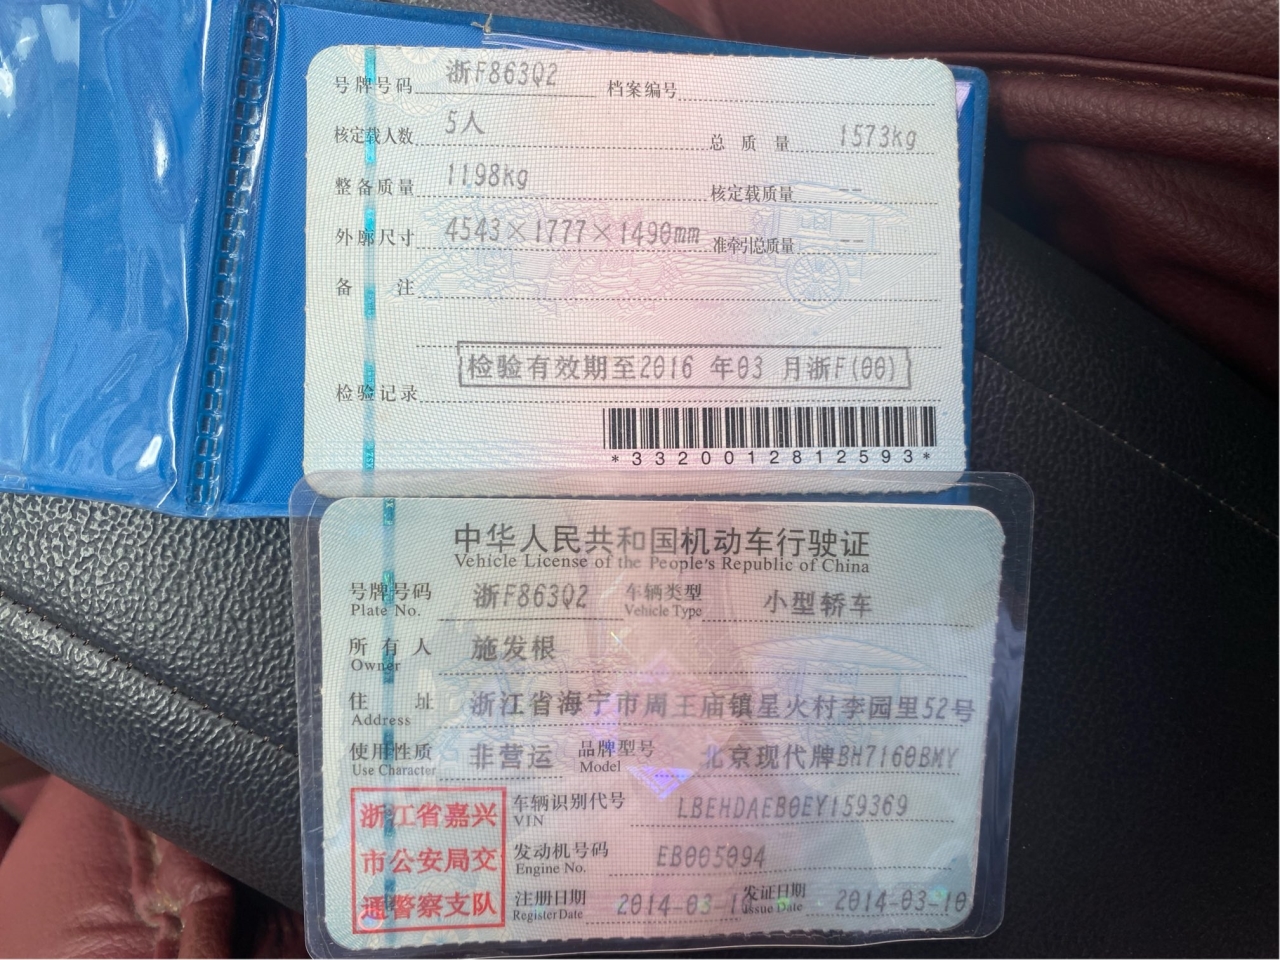 号牌号码 浙F863Q2 档案编号
核定载人数 5人 总质量 1573kg
整备质量 1198kg 核定载质量 --
外廓尺寸 4543×1777×1490mm 准牵引总质量 --
备注
检验有效期至2016 年03 月浙F(00)
检验记录
*3320012812593*
中华人民共和国机动车行驶证
Vehicle License of the People's Republic of China
号牌号码 浙F863Q2 车辆类型 小型轿车
Plate No. Vehicle Type
所有人 施发根
Owner
住址 浙江省海宁市周王庙镇星火村李园里52号
Address
使用性质 非营运 品牌型号 北京现代牌BH7160BMY
Use Character Model
浙江省嘉兴
市公安局交
通警察支队
车辆识别代号 LBEHDAEB0EY159369
VIN
发动机号码 EB005094
Engine No.
注册日期 2014-03-10 发证日期 2014-03-10
Register Date Issue Date